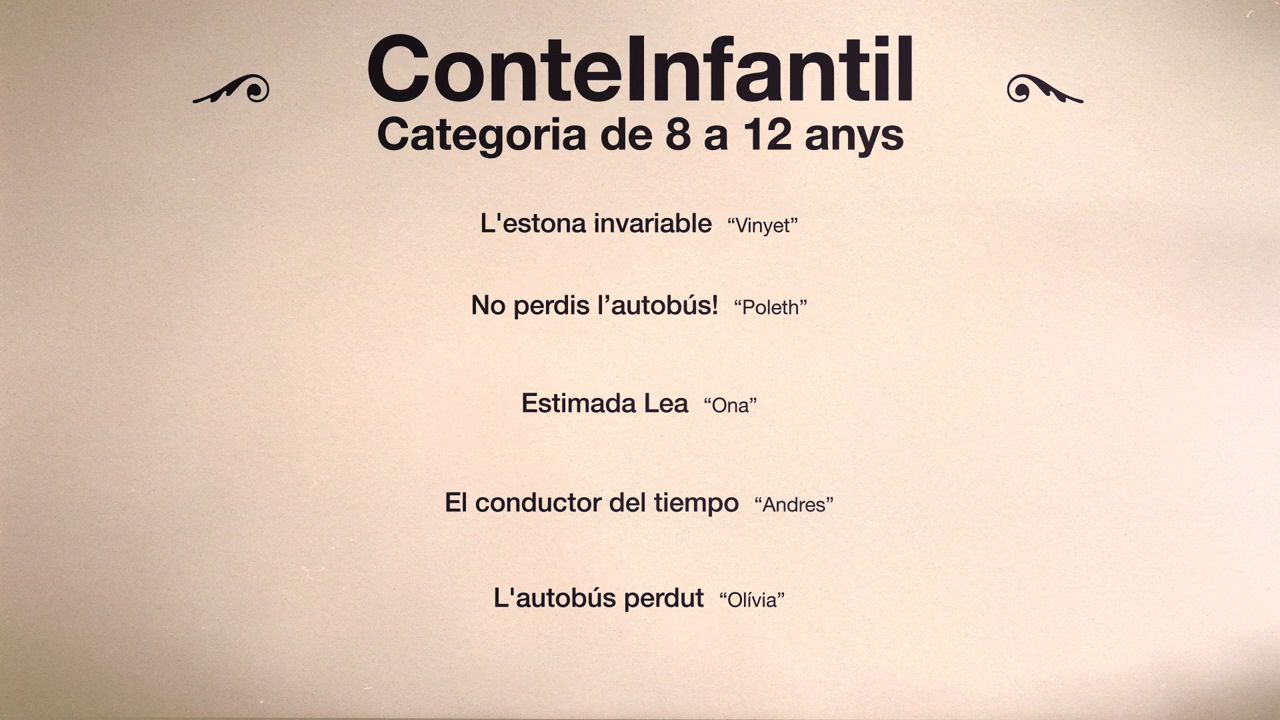 ConteInfantil
Categoria de 8 a 12 anys
L'estona invariable “Vinyet”
No perdis l’autobús! “Poleth”
Estimada Lea “Ona”
El conductor del tiempo “Andres”
L'autobús perdut “Olívia”